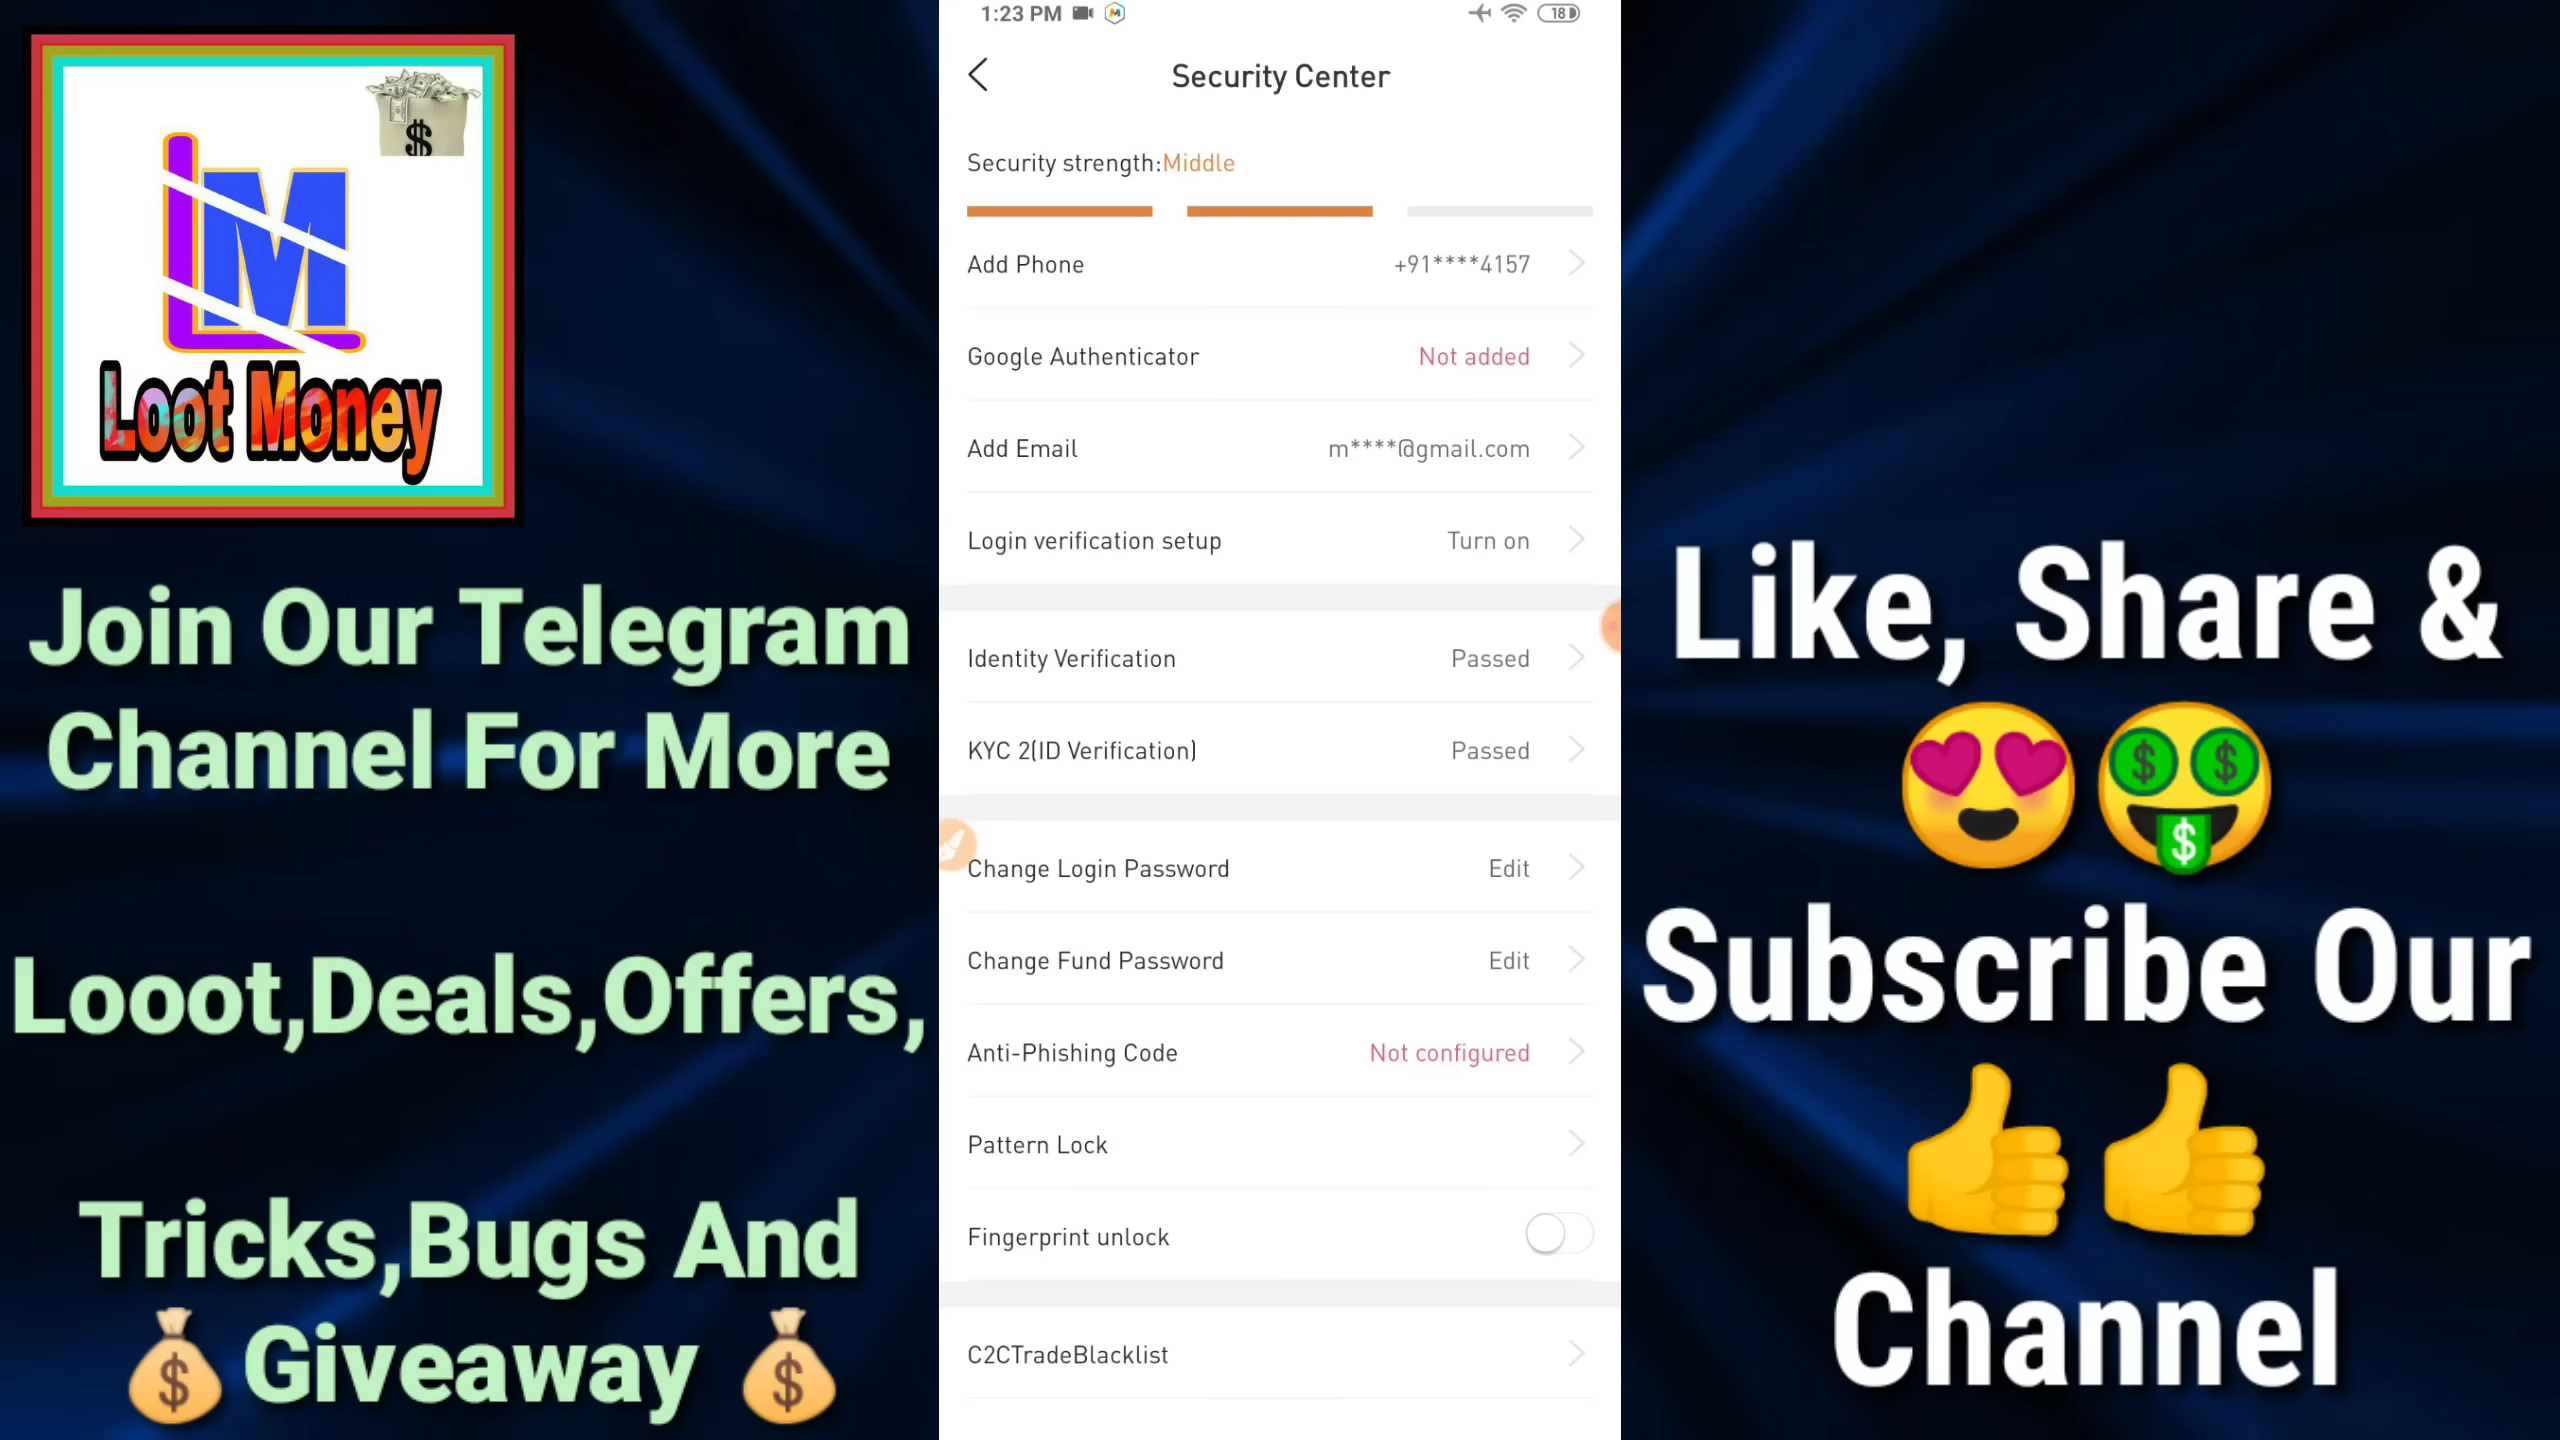 LM
$
Loot Money
Join Our Telegram
Channel For More
Looot,Deals,Offers,
Tricks,Bugs And
💰Giveaway 💰
1:23 PM
18
Security Center
Security strength:Middle
Add Phone +91****4157
Google Authenticator Not added
Add Email m****@gmail.com
Login verification setup Turn on
Identity Verification Passed
KYC 2(ID Verification) Passed
Change Login Password Edit
Change Fund Password Edit
Anti-Phishing Code Not configured
Pattern Lock
Fingerprint unlock
C2CTradeBlacklist
Like, Share &
😍🤑
Subscribe Our
👍👍
Channel